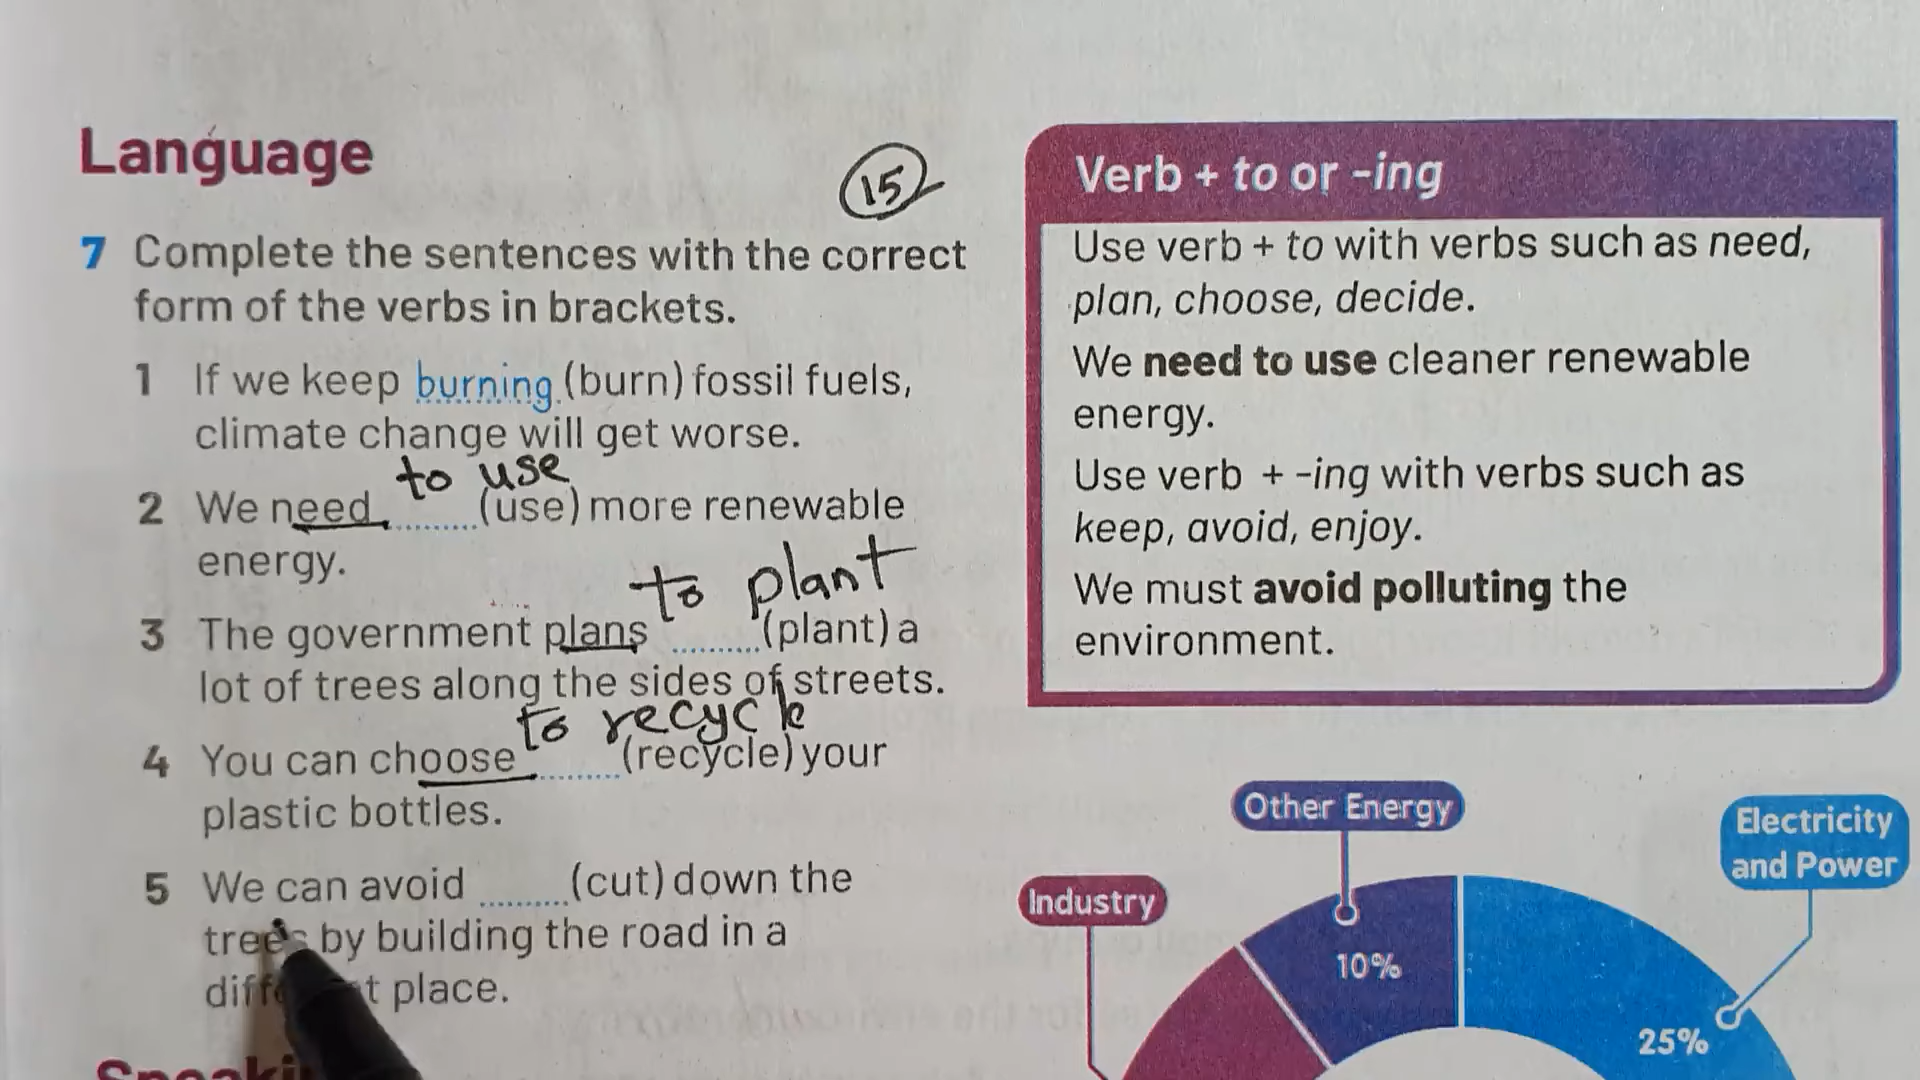 Language
15
7 Complete the sentences with the correct
form of the verbs in brackets.
1 If we keep burning (burn) fossil fuels,
climate change will get worse.
to use
2 We need ......... (use) more renewable
energy.
to plant
3 The government plans ......... (plant) a
lot of trees along the sides of streets.
to recycle
4 You can choose ......... (recycle) your
plastic bottles.
5 We can avoid ......... (cut) down the
trees by building the road in a
place.
Verb + to or -ing
Use verb + to with verbs such as need,
plan, choose, decide.
We need to use cleaner renewable
energy.
Use verb + -ing with verbs such as
keep, avoid, enjoy.
We must avoid polluting the
environment.
Other Energy
Electricity
and Power
Industry
10%
25%